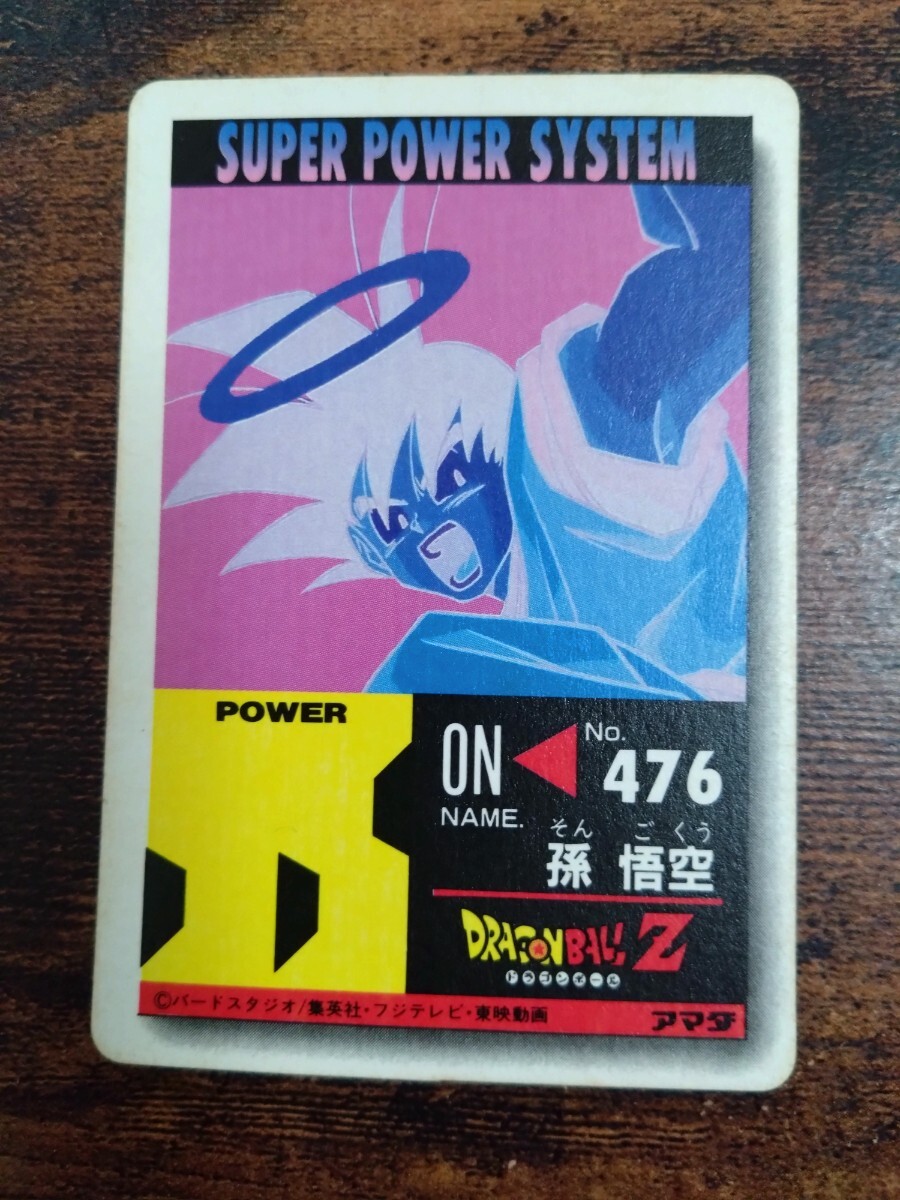 SUPER POWER SYSTEM
POWER
ON
No.
476
NAME.
そん ごくう
孫 悟空
DRAGON BALL Z
ドラゴンボール
©バードスタジオ/集英社・フジテレビ・東映動画
アマダ